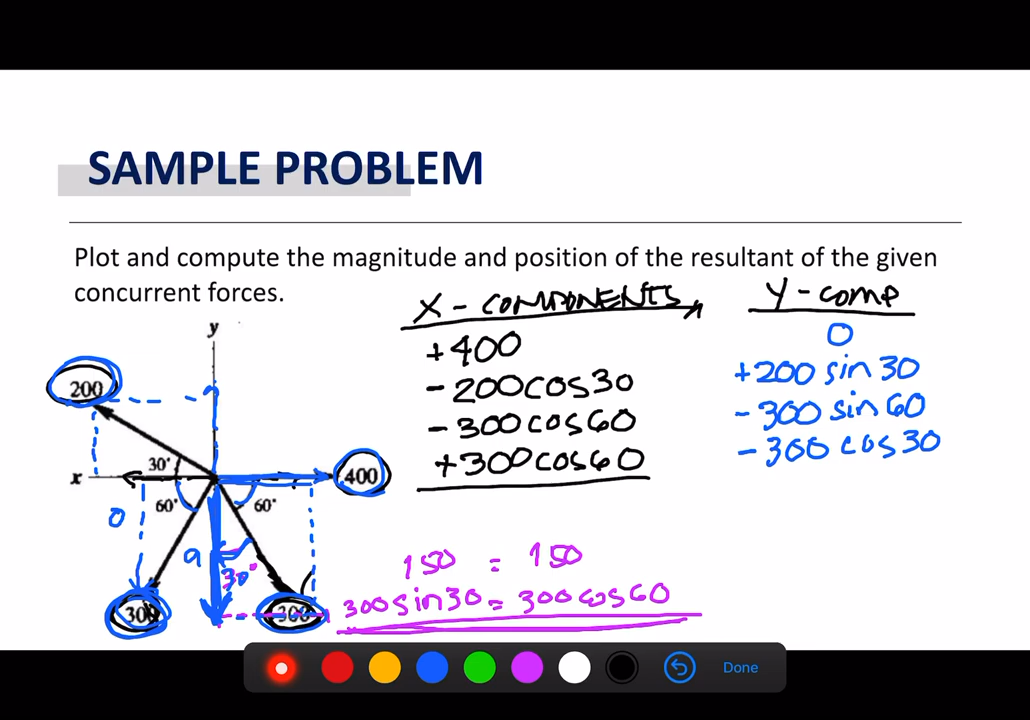 SAMPLE PROBLEM
Plot and compute the magnitude and position of the resultant of the given
concurrent forces.
X - COMPONENTS
+400
-200cos30
-300cos60
+300cos60
Y - comp
0
+200 sin 30
-300 sin 60
-300 cos 30
y
200
30°
x
400
60°
60°
0
a
30°
300
300
150 = 150
300sin30 = 300cos60
Done